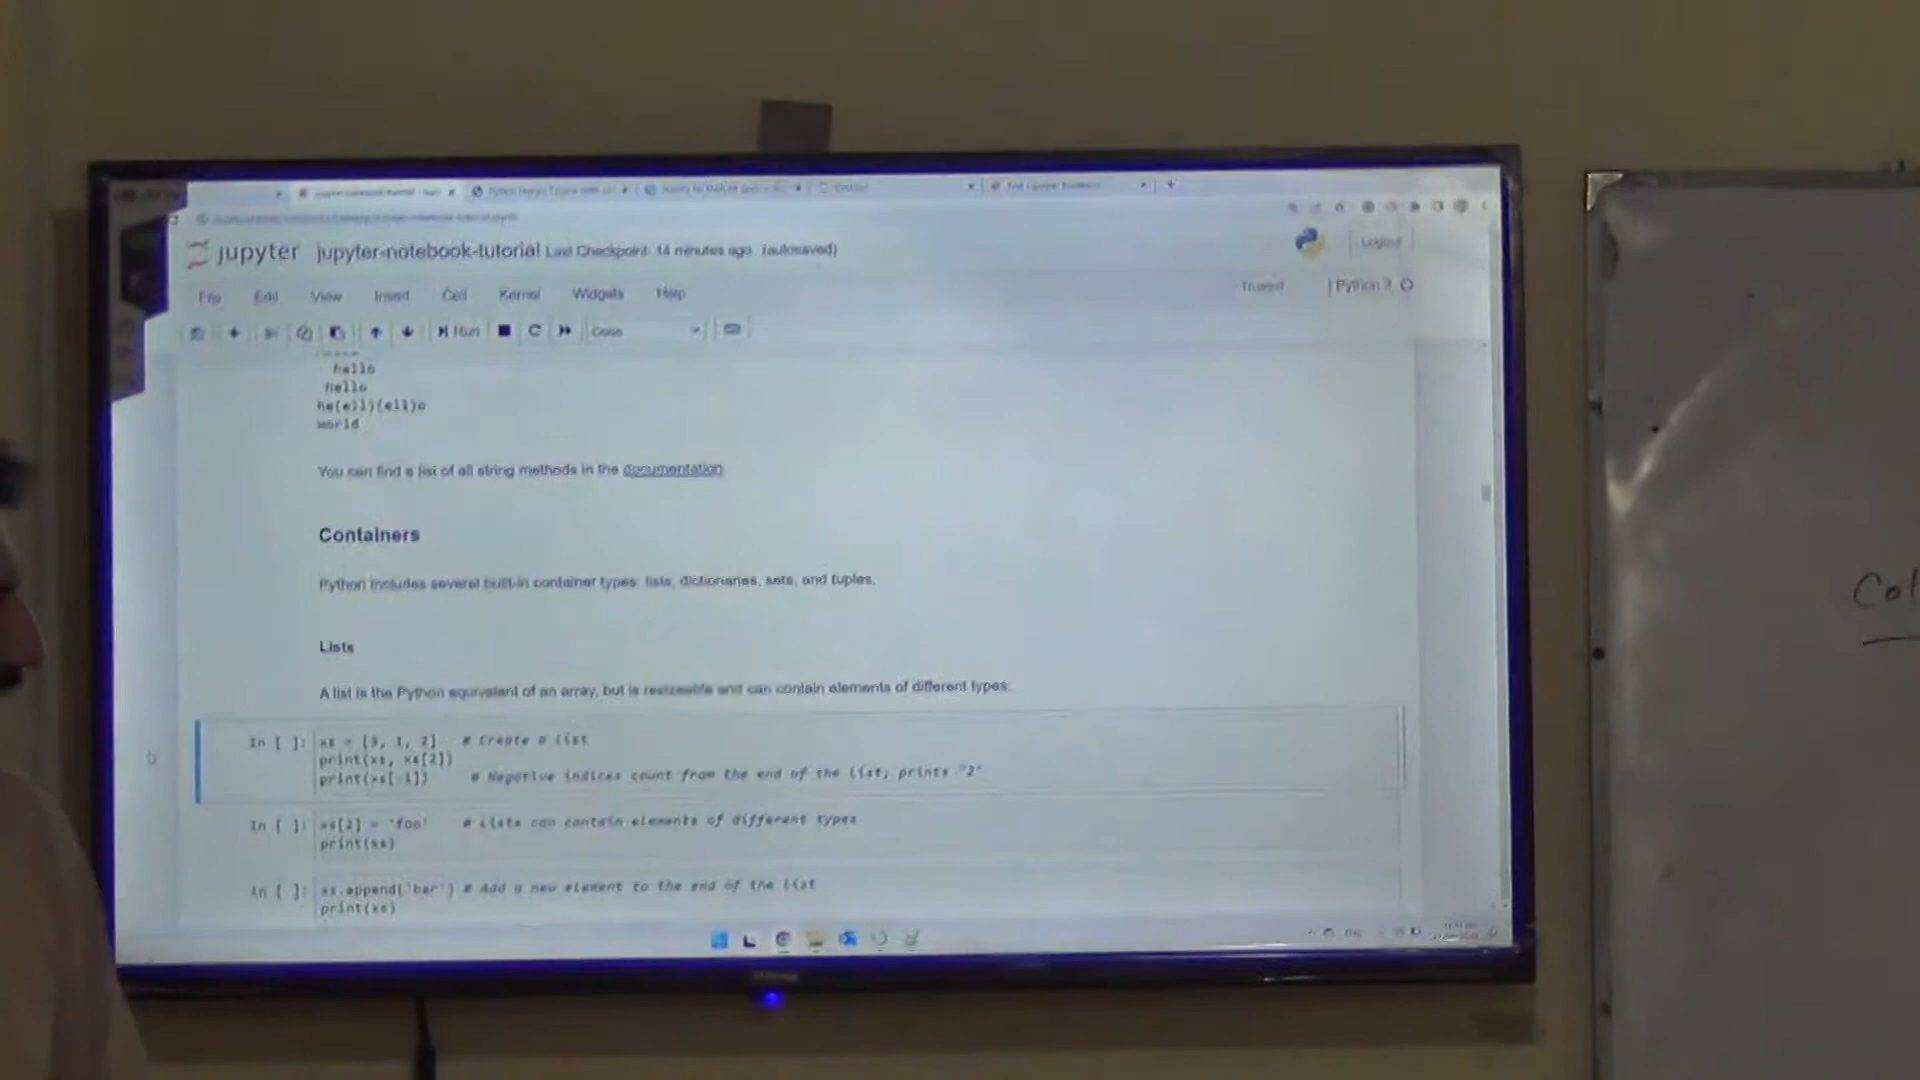 jupyter jupyter-notebook-tutorial Last Checkpoint: 14 minutes ago (autosaved)
Logout
File Edit View Insert Cell Kernel Widgets Help
Trusted Python 3
Run Code
hello
hello
he(ell)(ell)o
world
You can find a list of all string methods in the documentation
Containers
Python includes several built-in container types: lists, dictionaries, sets, and tuples.
Lists
A list is the Python equivalent of an array, but is resizeable and can contain elements of different types:
In [ ]: xs = [3, 1, 2] # Create a list
print(xs, xs[2])
print(xs[-1]) # Negative indices count from the end of the list; prints "2"
In [ ]: xs[2] = 'foo' # Lists can contain elements of different types
print(xs)
In [ ]: xs.append('bar') # Add a new element to the end of the list
print(xs)
Col